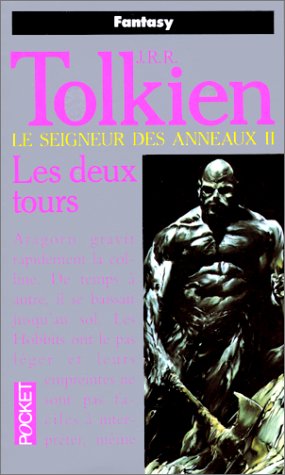 Fantasy
J.R.R.
Tolkien
LE SEIGNEUR DES ANNEAUX II
Les deux
tours
Aragorn gravit
rapidement la col-
line. De temps à
autre, il se baissait
jusqu'au sol. Les
Hobbits ont le pas
léger et leurs
empreintes ne
sont pas fa-
ciles à inter-
préter, même
POCKET